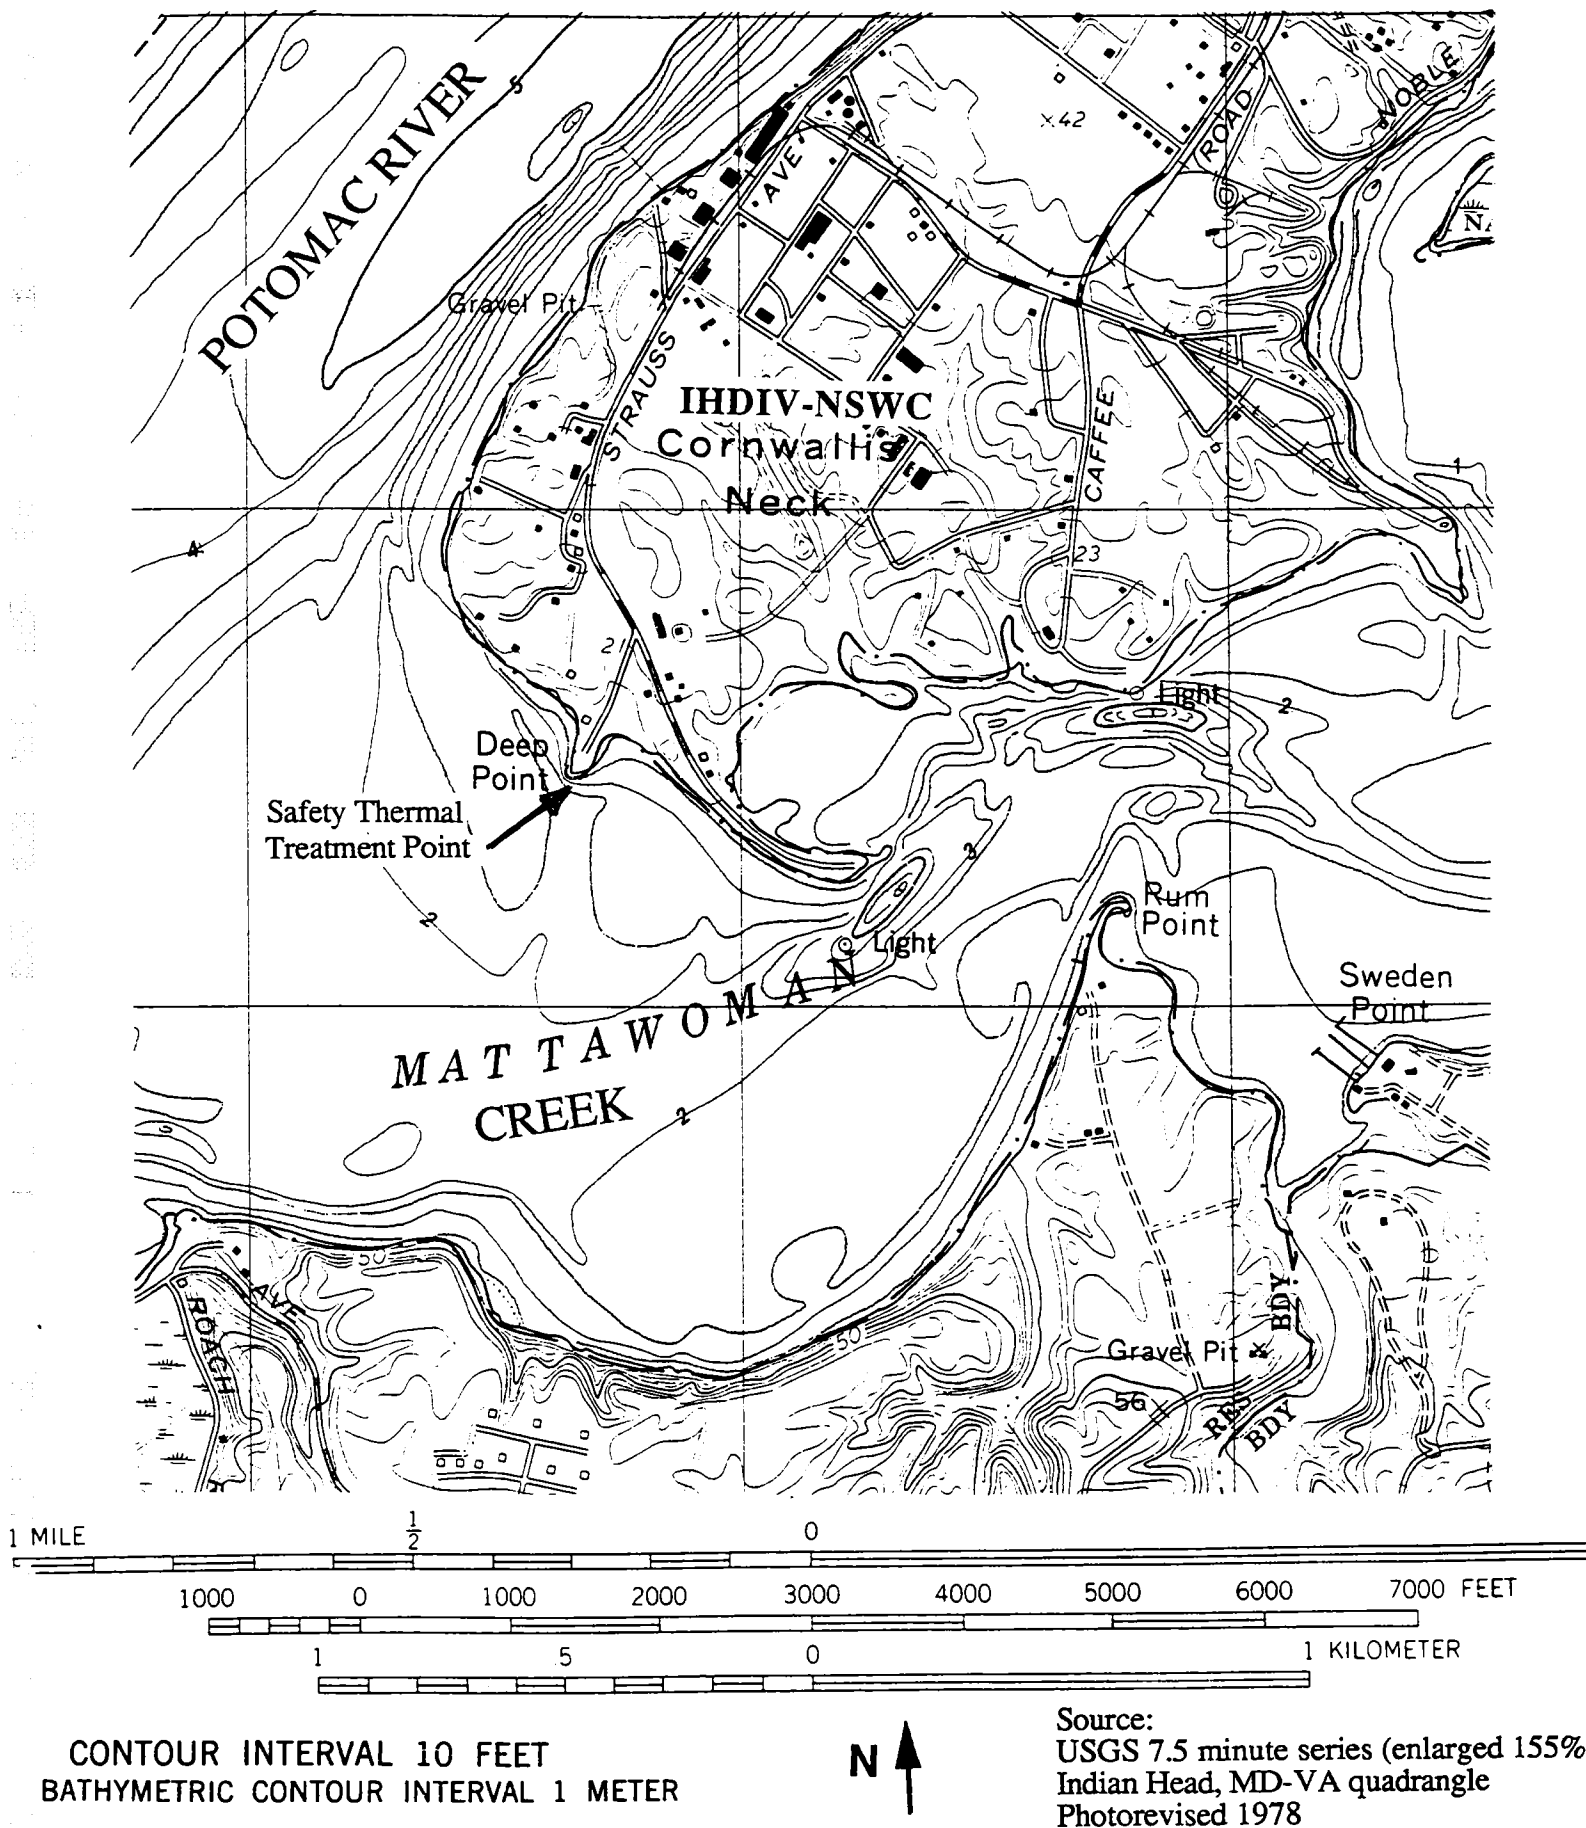 POTOMAC RIVER
5
NOBLE
×42
ROAD
AVE
N
Gravel Pit
STRAUSS
IHDIV-NSWC
Cornwallis
Neck
CAFFEE
1
4
23
21
Light
2
Deep
Point
Safety Thermal
Treatment Point
3
8
Rum
Point
2
Light
Sweden
Point
MATTAWOMAN
CREEK
2
50
AVE
ROACH
BDY
50
Gravel Pit
56
RES
BDY
1 MILE
1/2
0
1000 0 1000 2000 3000 4000 5000 6000 7000 FEET
1 .5 0 1 KILOMETER
CONTOUR INTERVAL 10 FEET
BATHYMETRIC CONTOUR INTERVAL 1 METER
N
Source:
USGS 7.5 minute series (enlarged 155%
Indian Head, MD-VA quadrangle
Photorevised 1978